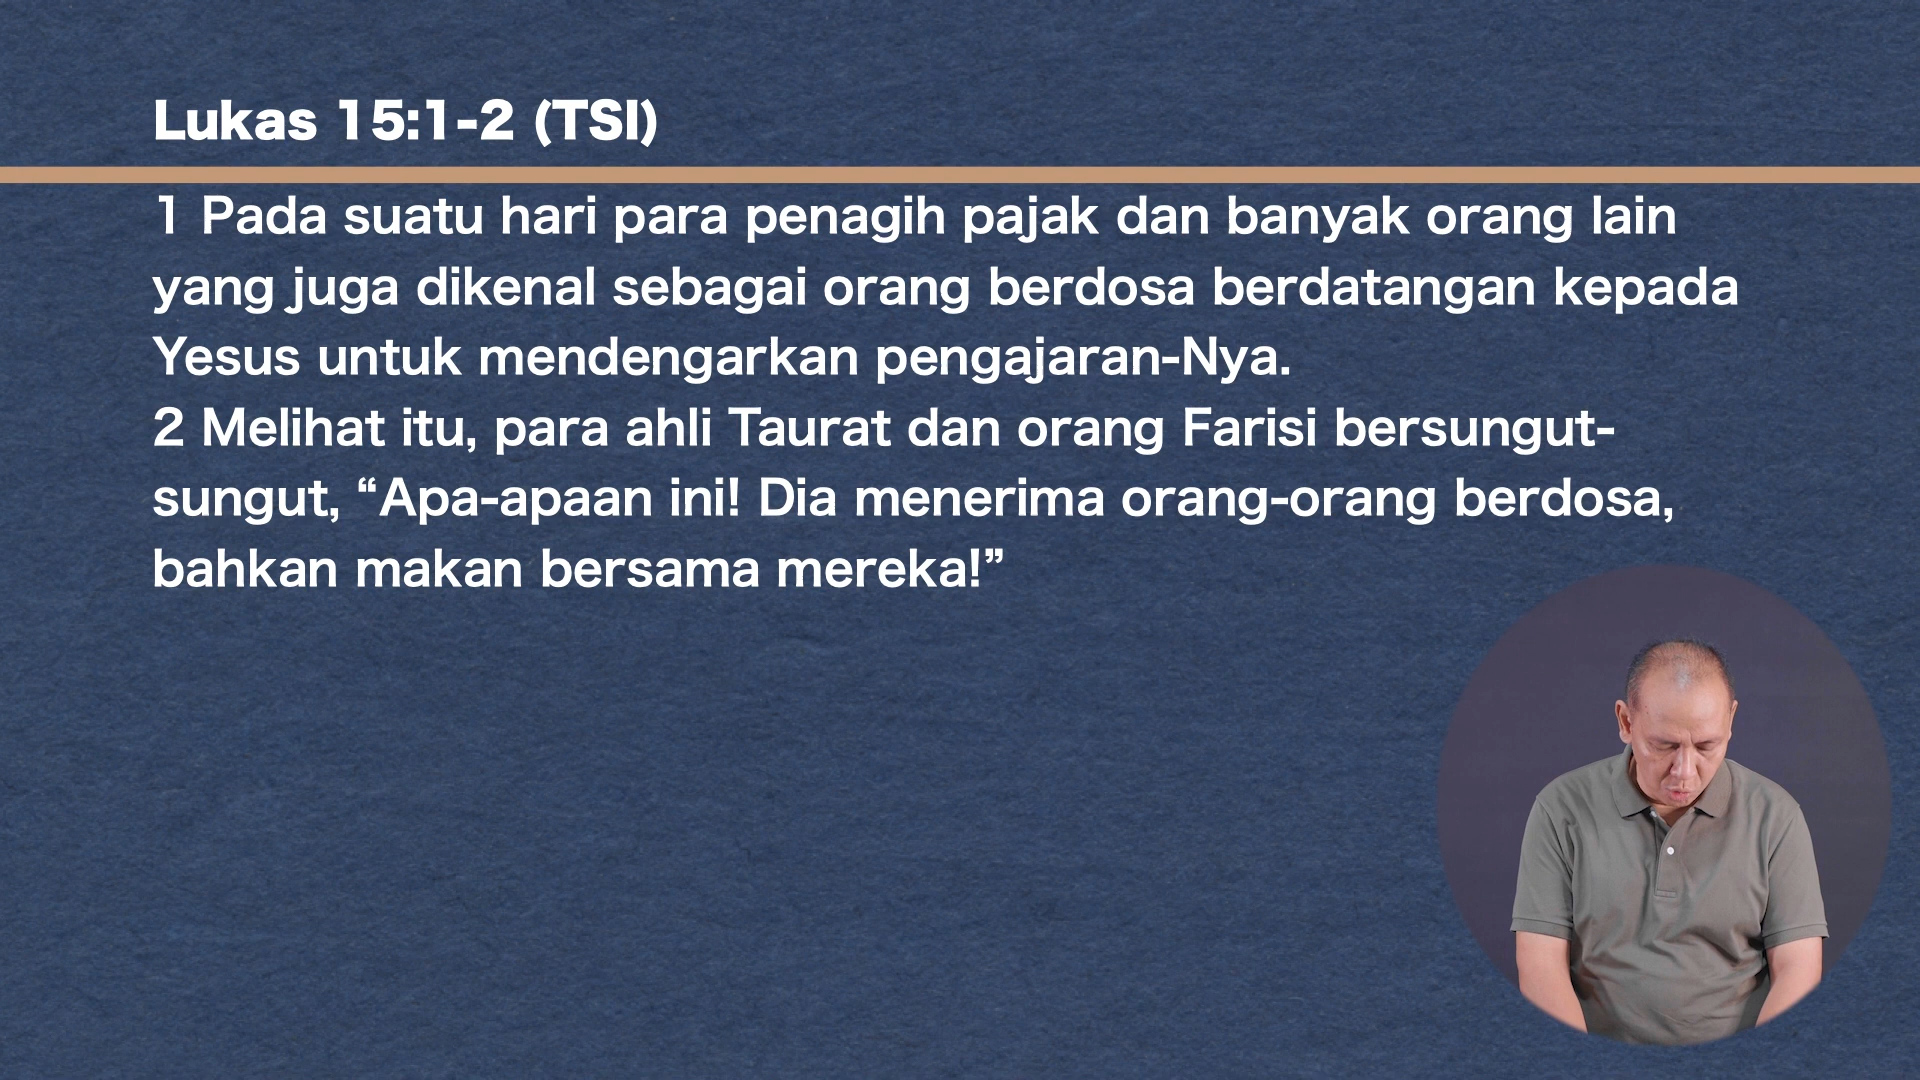 Lukas 15:1-2 (TSI)
1 Pada suatu hari para penagih pajak dan banyak orang lain
yang juga dikenal sebagai orang berdosa berdatangan kepada
Yesus untuk mendengarkan pengajaran-Nya.
2 Melihat itu, para ahli Taurat dan orang Farisi bersungut-
sungut, “Apa-apaan ini! Dia menerima orang-orang berdosa,
bahkan makan bersama mereka!”